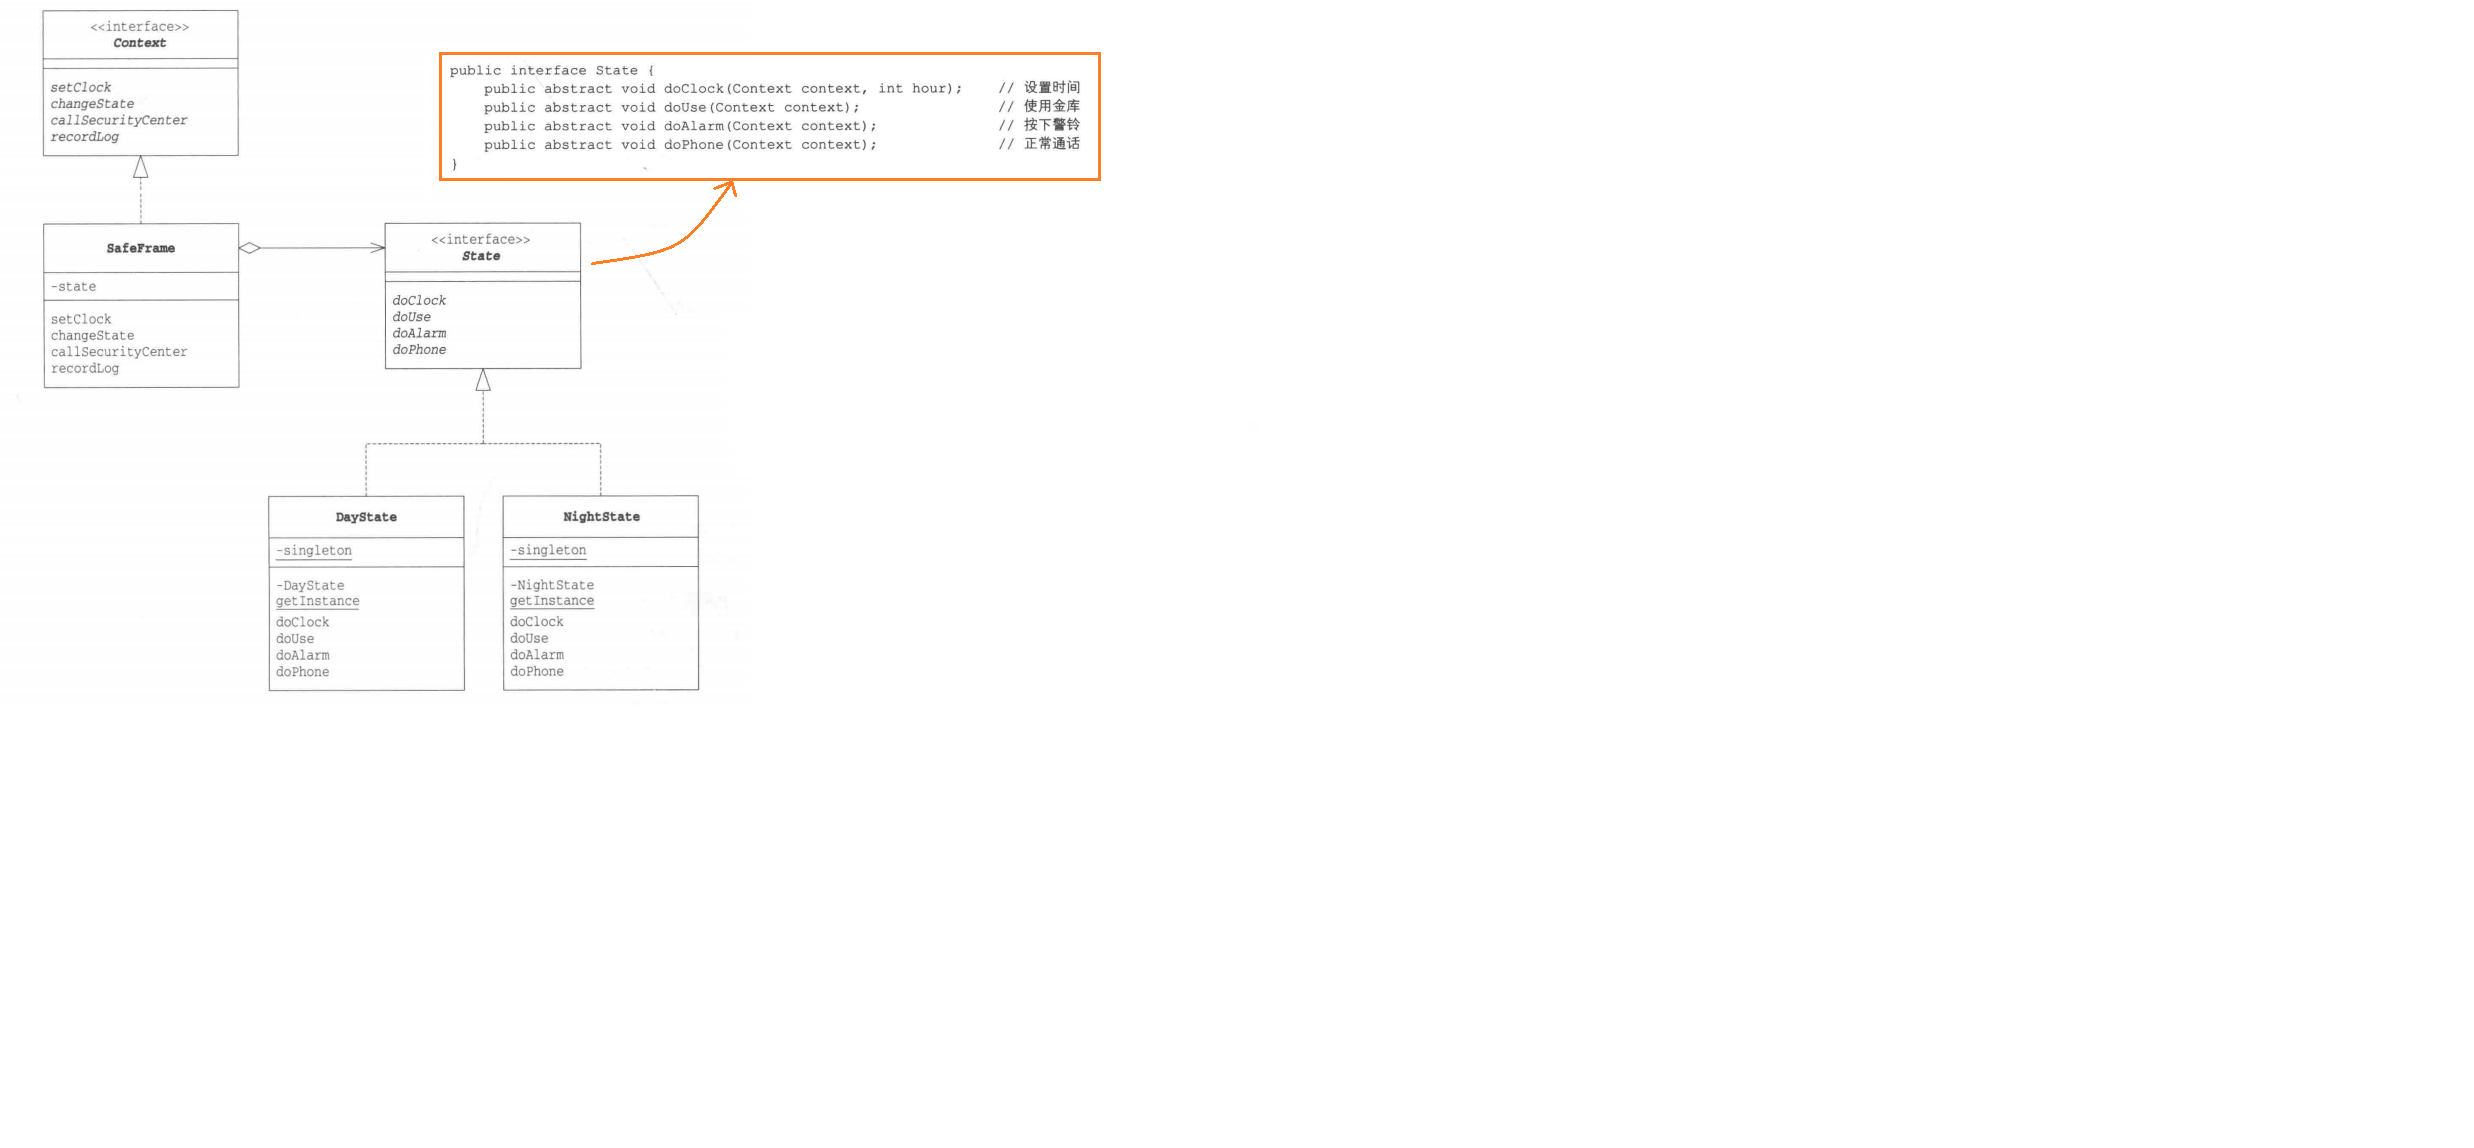 <<interface>>
Context
setClock
changeState
callSecurityCenter
recordLog
public interface State {
public abstract void doClock(Context context, int hour); // 设置时间
public abstract void doUse(Context context); // 使用金库
public abstract void doAlarm(Context context); // 按下警铃
public abstract void doPhone(Context context); // 正常通话
}
SafeFrame
-state
setClock
changeState
callSecurityCenter
recordLog
<<interface>>
State
doClock
doUse
doAlarm
doPhone
DayState
-singleton
-DayState
getInstance
doClock
doUse
doAlarm
doPhone
NightState
-singleton
-NightState
getInstance
doClock
doUse
doAlarm
doPhone